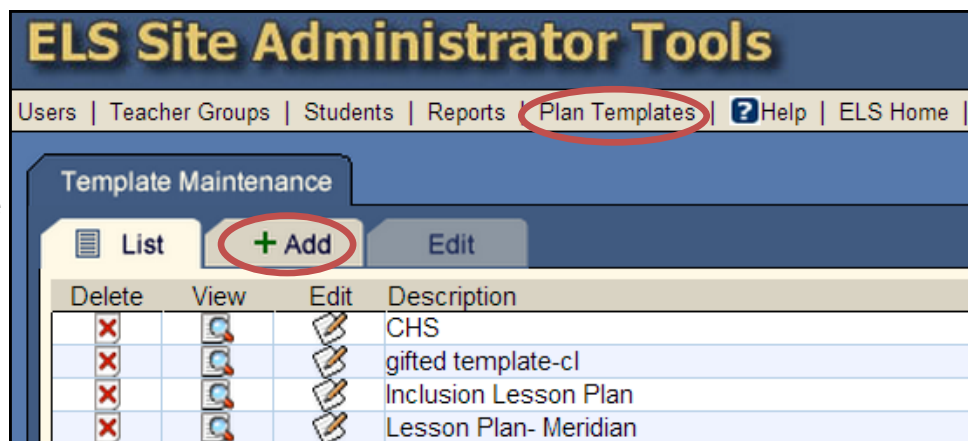 ELS Site Administrator Tools
Users | Teacher Groups | Students | Reports | Plan Templates | ?Help | ELS Home |
Template Maintenance
List + Add Edit
Delete View Edit Description
CHS
gifted template-cl
Inclusion Lesson Plan
Lesson Plan- Meridian